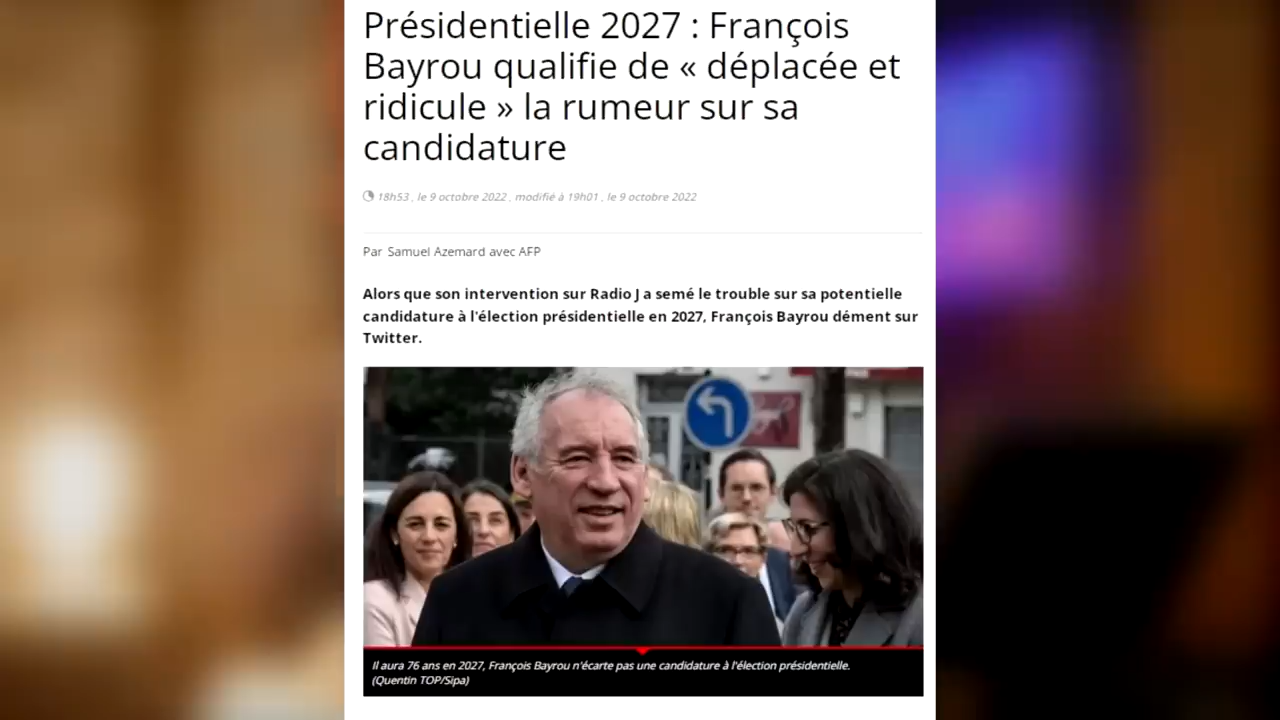 Présidentielle 2027 : François
Bayrou qualifie de « déplacée et
ridicule » la rumeur sur sa
candidature
18h53 , le 9 octobre 2022 , modifié à 19h01 , le 9 octobre 2022
Par Samuel Azemard avec AFP
Alors que son intervention sur Radio J a semé le trouble sur sa potentielle
candidature à l'élection présidentielle en 2027, François Bayrou dément sur
Twitter.
Il aura 76 ans en 2027, François Bayrou n'écarte pas une candidature à l'élection présidentielle.
(Quentin TOP/Sipa)